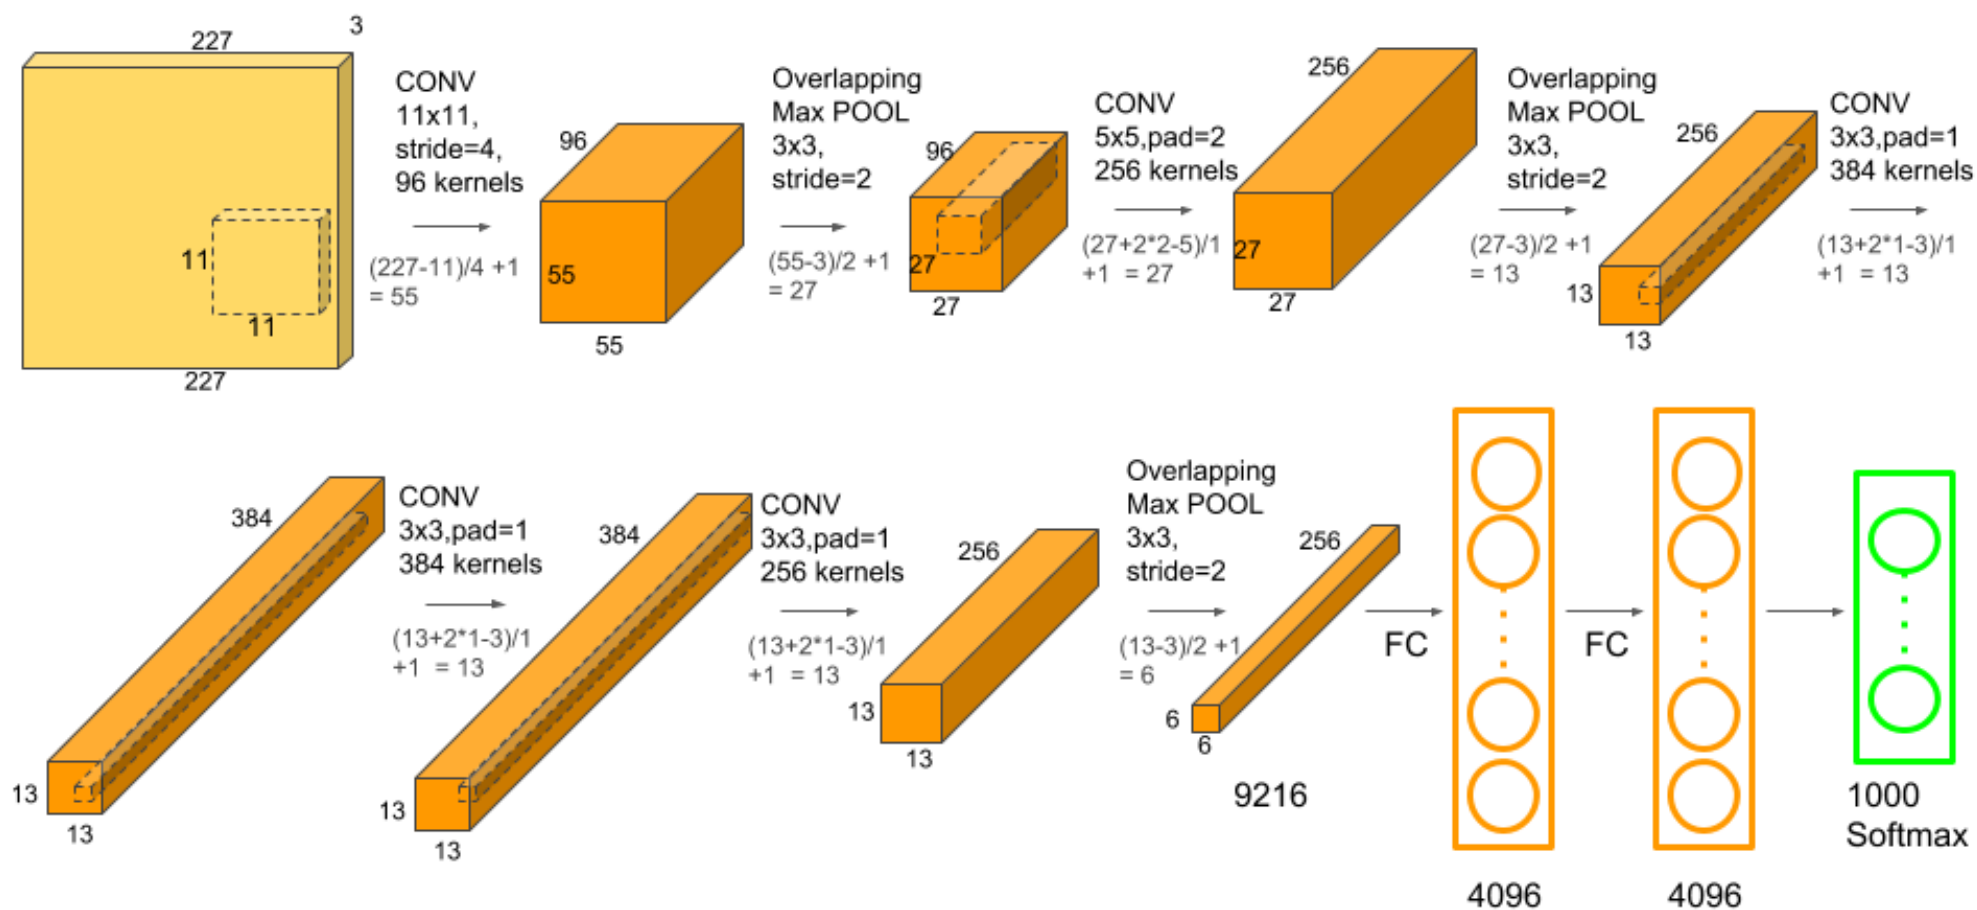 227
3
11
11
227
CONV
11x11,
stride=4,
96 kernels
(227-11)/4 +1
= 55
96
55
55
Overlapping
Max POOL
3x3,
stride=2
(55-3)/2 +1
= 27
96
27
27
CONV
5x5,pad=2
256 kernels
(27+2*2-5)/1
+1 = 27
256
27
27
Overlapping
Max POOL
3x3,
stride=2
(27-3)/2 +1
= 13
256
13
13
CONV
3x3,pad=1
384 kernels
(13+2*1-3)/1
+1 = 13
384
13
13
CONV
3x3,pad=1
384 kernels
(13+2*1-3)/1
+1 = 13
384
13
13
CONV
3x3,pad=1
256 kernels
(13+2*1-3)/1
+1 = 13
256
13
13
Overlapping
Max POOL
3x3,
stride=2
(13-3)/2 +1
= 6
256
6
6
9216
FC
4096
FC
4096
1000
Softmax